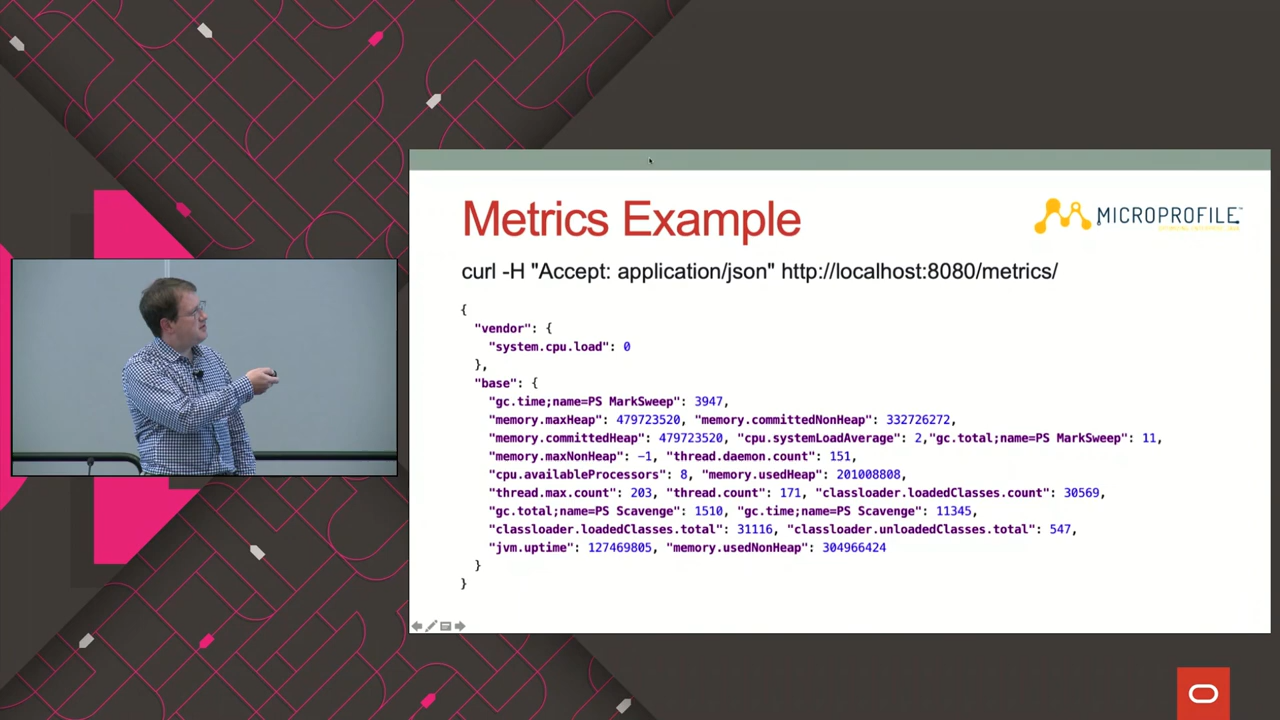 Metrics Example
MICROPROFILE™
OPTIMIZING ENTERPRISE JAVA
curl -H "Accept: application/json" http://localhost:8080/metrics/
{
"vendor": {
"system.cpu.load": 0
},
"base": {
"gc.time;name=PS MarkSweep": 3947,
"memory.maxHeap": 479723520, "memory.committedNonHeap": 332726272,
"memory.committedHeap": 479723520, "cpu.systemLoadAverage": 2,"gc.total;name=PS MarkSweep": 11,
"memory.maxNonHeap": -1, "thread.daemon.count": 151,
"cpu.availableProcessors": 8, "memory.usedHeap": 201008808,
"thread.max.count": 203, "thread.count": 171, "classloader.loadedClasses.count": 30569,
"gc.total;name=PS Scavenge": 1510, "gc.time;name=PS Scavenge": 11345,
"classloader.loadedClasses.total": 31116, "classloader.unloadedClasses.total": 547,
"jvm.uptime": 127469805, "memory.usedNonHeap": 304966424
}
}